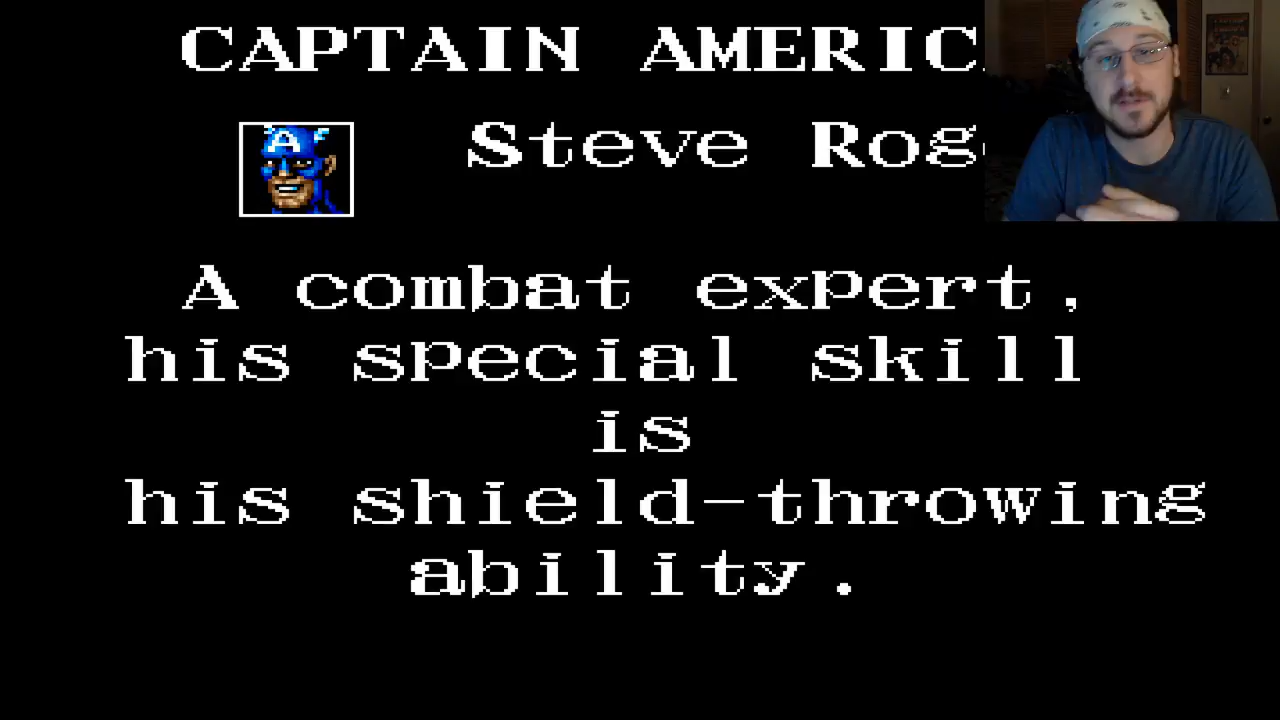 CAPTAIN AMERIC
Steve Rog
A combat expert,
his special skill
is
his shield-throwing
ability.